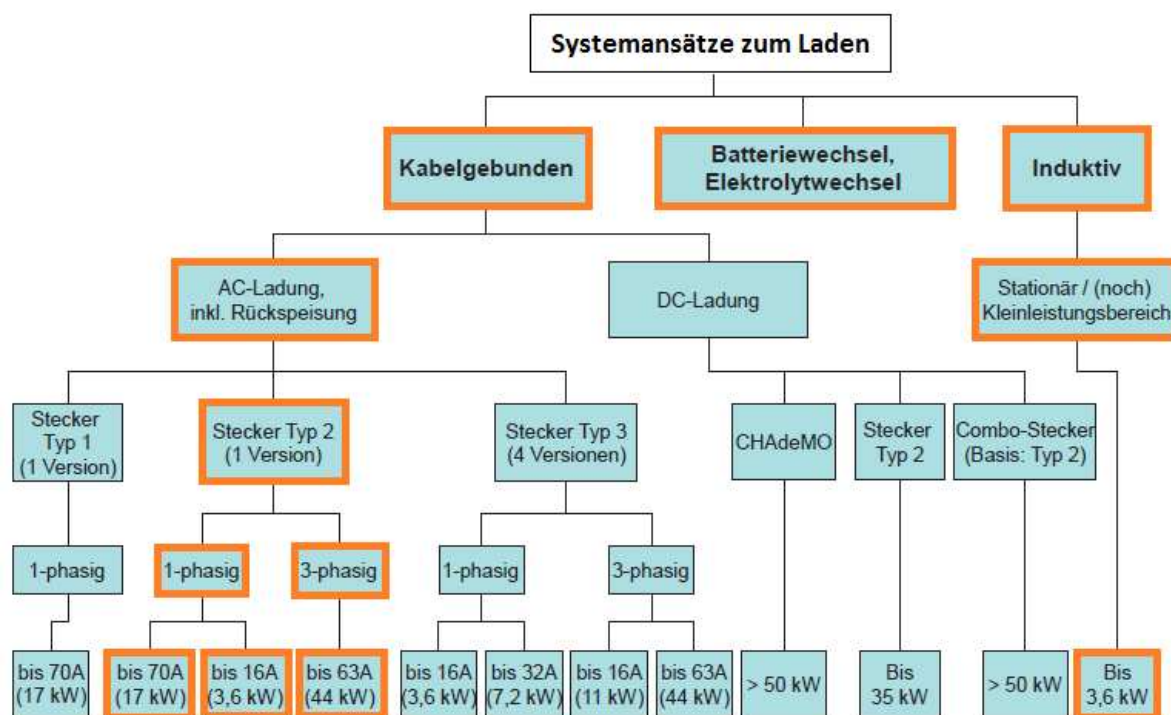 Systemansätze zum Laden
Kabelgebunden
Batteriewechsel,
Elektrolytwechsel
Induktiv
AC-Ladung,
inkl. Rückspeisung
DC-Ladung
Stationär / (noch)
Kleinleistungsbereich
Stecker
Typ 1
(1 Version)
Stecker Typ 2
(1 Version)
Stecker Typ 3
(4 Versionen)
CHAdeMO
Stecker
Typ 2
Combo-Stecker
(Basis: Typ 2)
1-phasig
1-phasig
3-phasig
1-phasig
3-phasig
bis 70A
(17 kW)
bis 70A
(17 kW)
bis 16A
(3,6 kW)
bis 63A
(44 kW)
bis 16A
(3,6 kW)
bis 32A
(7,2 kW)
bis 16A
(11 kW)
bis 63A
(44 kW)
> 50 kW
Bis
35 kW
> 50 kW
Bis
3,6 kW